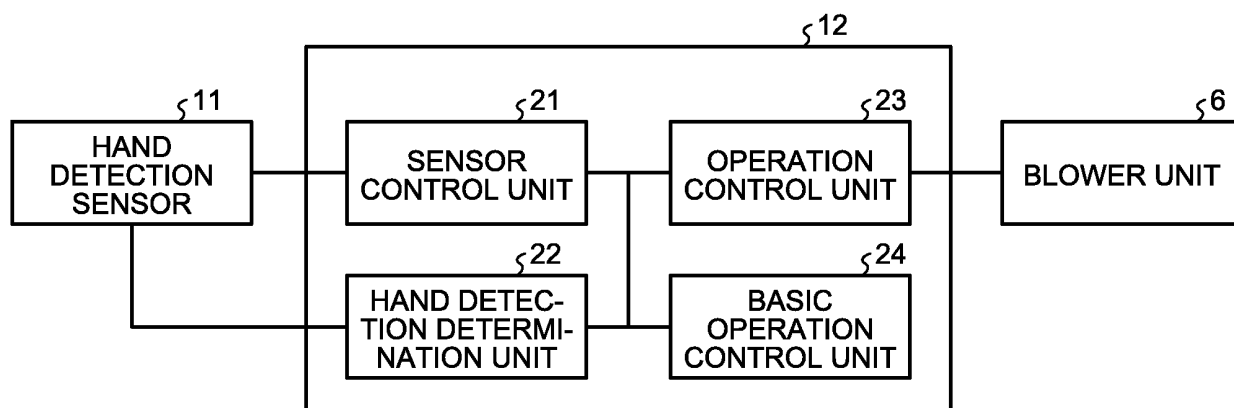 12
11
HAND
DETECTION
SENSOR
21
SENSOR
CONTROL UNIT
23
OPERATION
CONTROL UNIT
6
BLOWER UNIT
22
HAND DETEC-
TION DETERMI-
NATION UNIT
24
BASIC
OPERATION
CONTROL UNIT